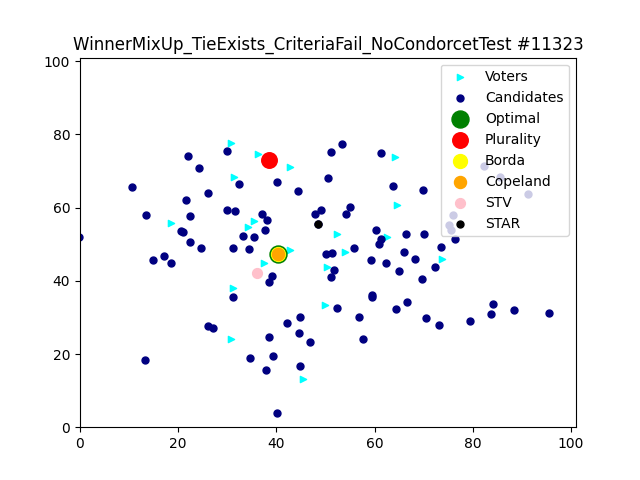 WinnerMixUp_TieExists_CriteriaFail_NoCondorcetTest #11323
100
80
60
40
20
0
0
20
40
60
80
100
Voters
Candidates
Optimal
Plurality
Borda
Copeland
STV
STAR